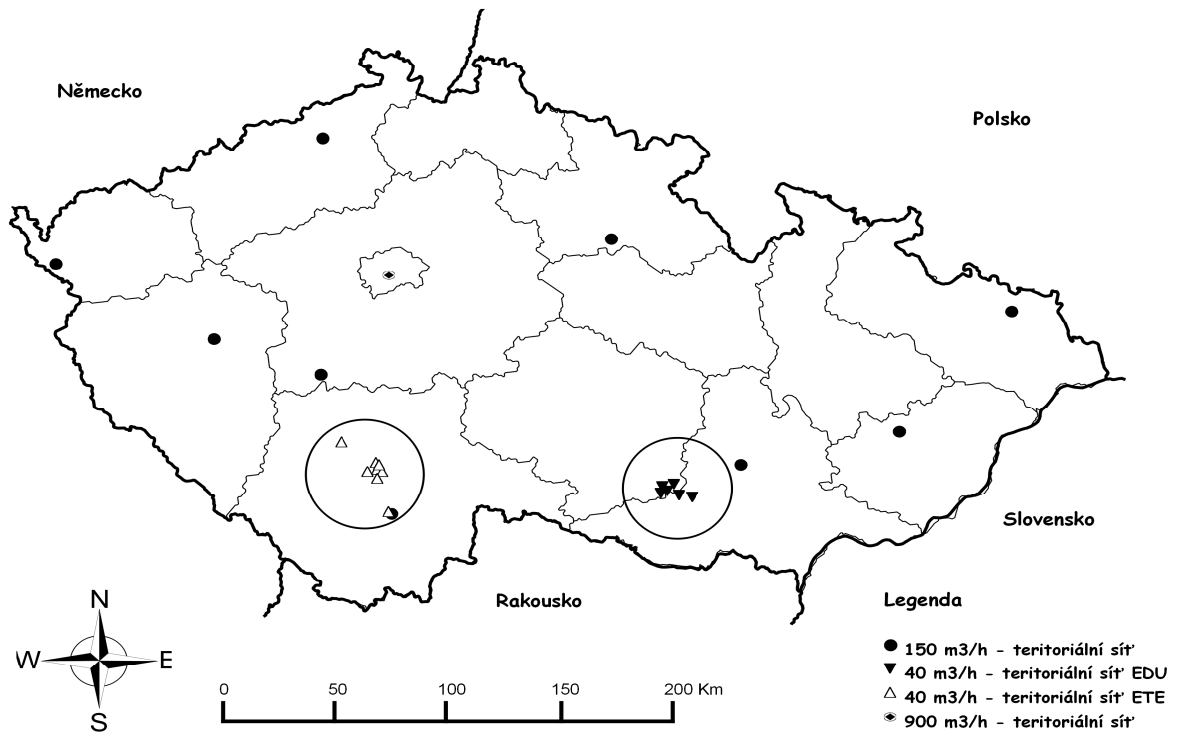 Německo
Polsko
Slovensko
Rakousko
N
W
E
S
0 50 100 150 200 Km
Legenda
150 m3/h - teritoriální síť
40 m3/h - teritoriální síť EDU
40 m3/h - teritoriální síť ETE
900 m3/h - teritoriální síť